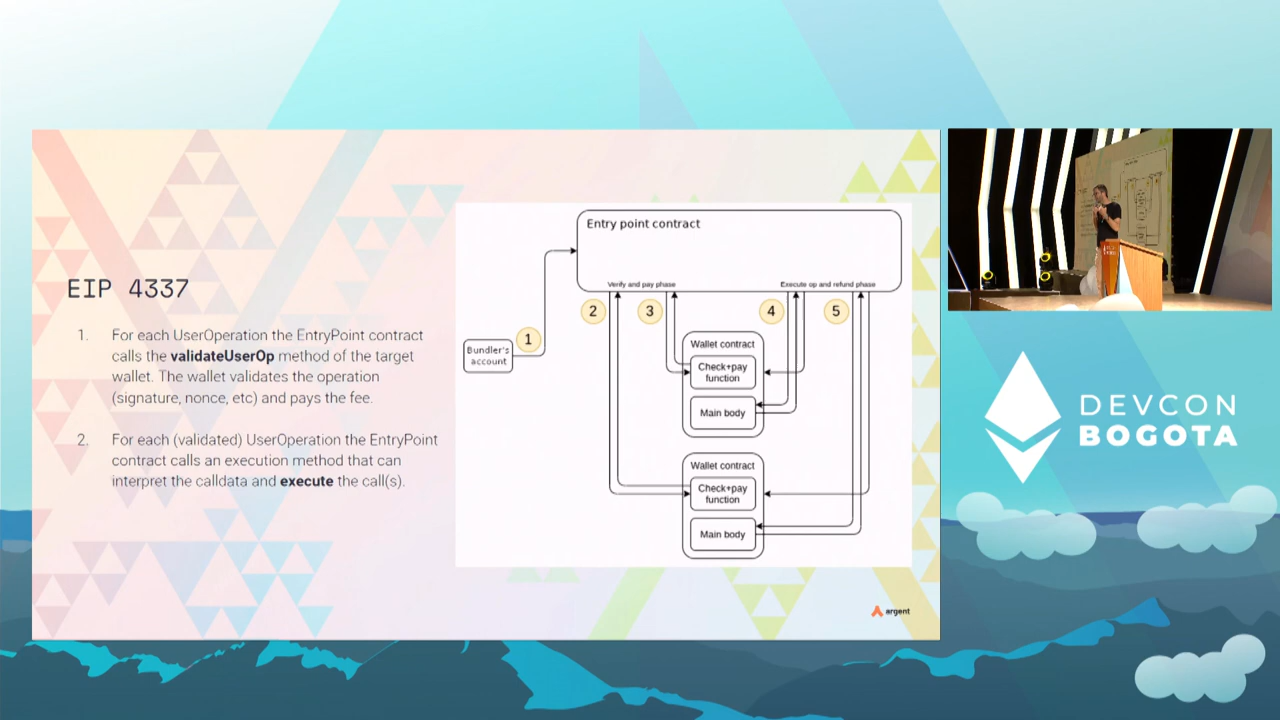 EIP 4337
1. For each UserOperation the EntryPoint contract
calls the validateUserOp method of the target
wallet. The wallet validates the operation
(signature, nonce, etc) and pays the fee.
2. For each (validated) UserOperation the EntryPoint
contract calls an execution method that can
interpret the calldata and execute the call(s).
Entry point contract
Verify and pay phase
Execute op and refund phase
2
3
4
5
1
Bundler's
account
Wallet contract
Check+pay
function
Main body
Wallet contract
Check+pay
function
Main body
argent
DEVCON
BOGOTA